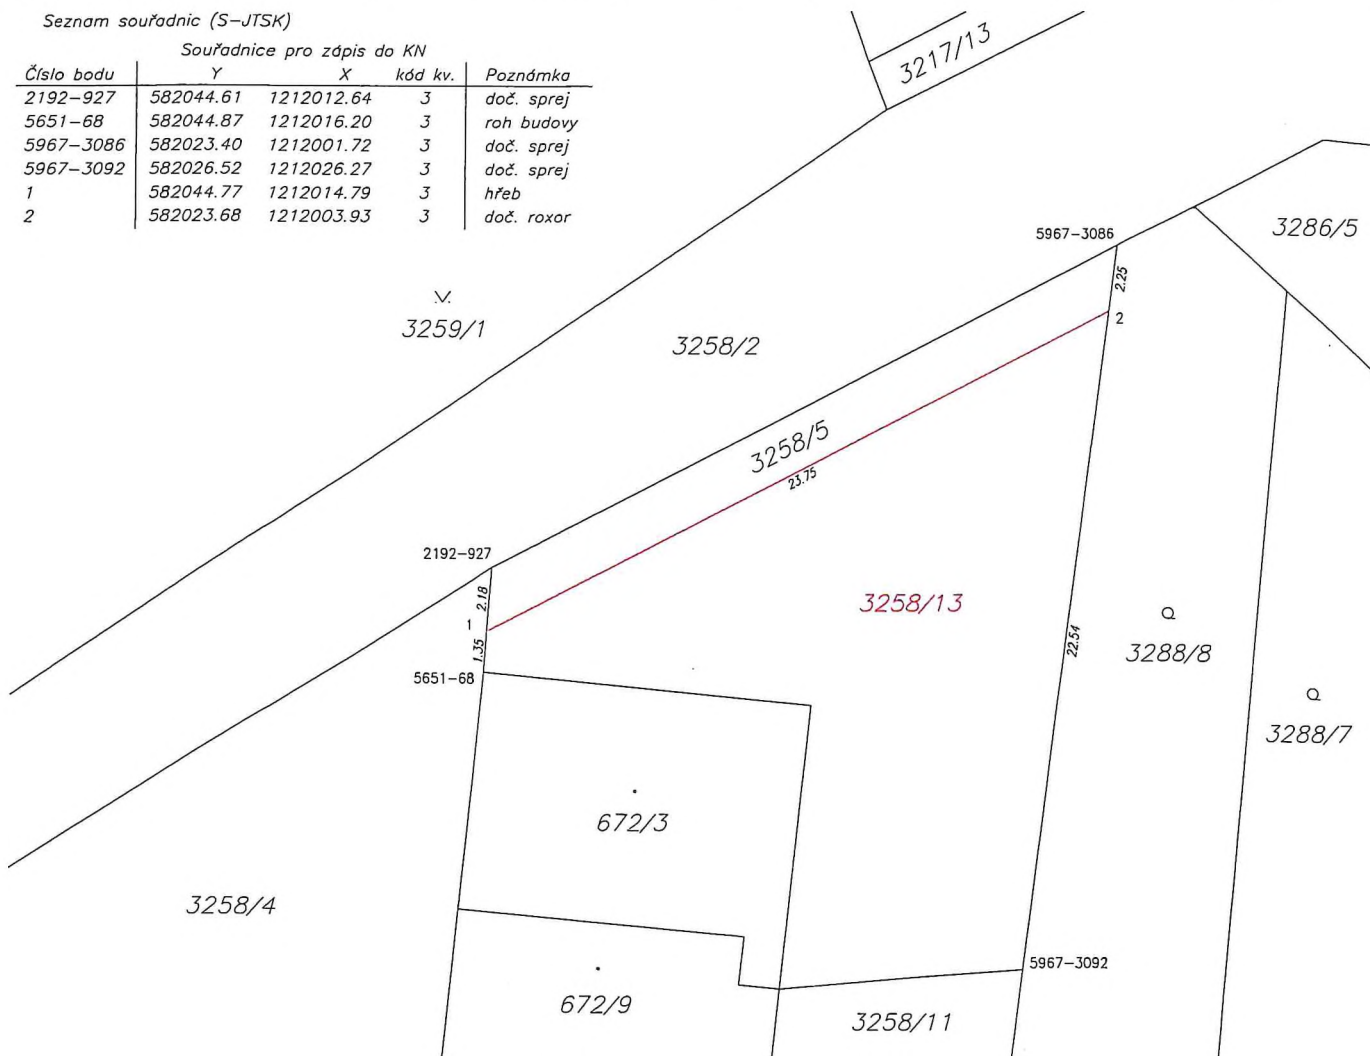 Seznam souřadnic (S-JTSK)
Souřadnice pro zápis do KN
Číslo bodu Y X kód kv. Poznámka
2192-927 582044.61 1212012.64 3 doč. sprej
5651-68 582044.87 1212016.20 3 roh budovy
5967-3086 582023.40 1212001.72 3 doč. sprej
5967-3092 582026.52 1212026.27 3 doč. sprej
1 582044.77 1212014.79 3 hřeb
2 582023.68 1212003.93 3 doč. roxor
3217/13
3286/5
5967-3086
2.25
2
3259/1
3258/2
3258/5
23.75
2192-927
2.18
1
1.35
5651-68
3258/13
22.54
3288/8
3288/7
672/3
3258/4
5967-3092
672/9
3258/11